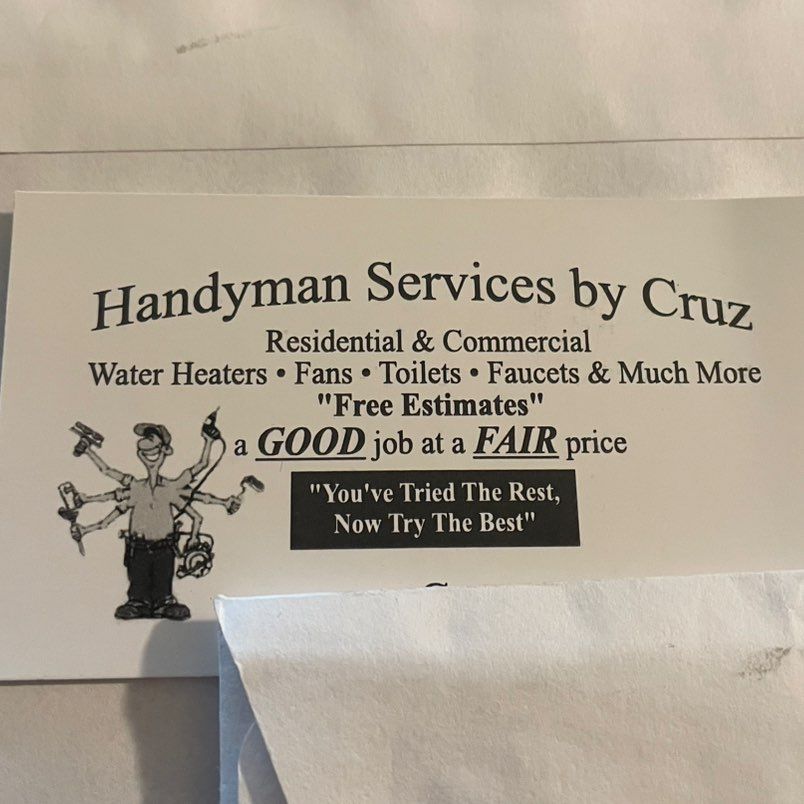 Handyman Services by Cruz
Residential & Commercial
Water Heaters • Fans • Toilets • Faucets & Much More
"Free Estimates"
a GOOD job at a FAIR price
"You've Tried The Rest,
Now Try The Best"